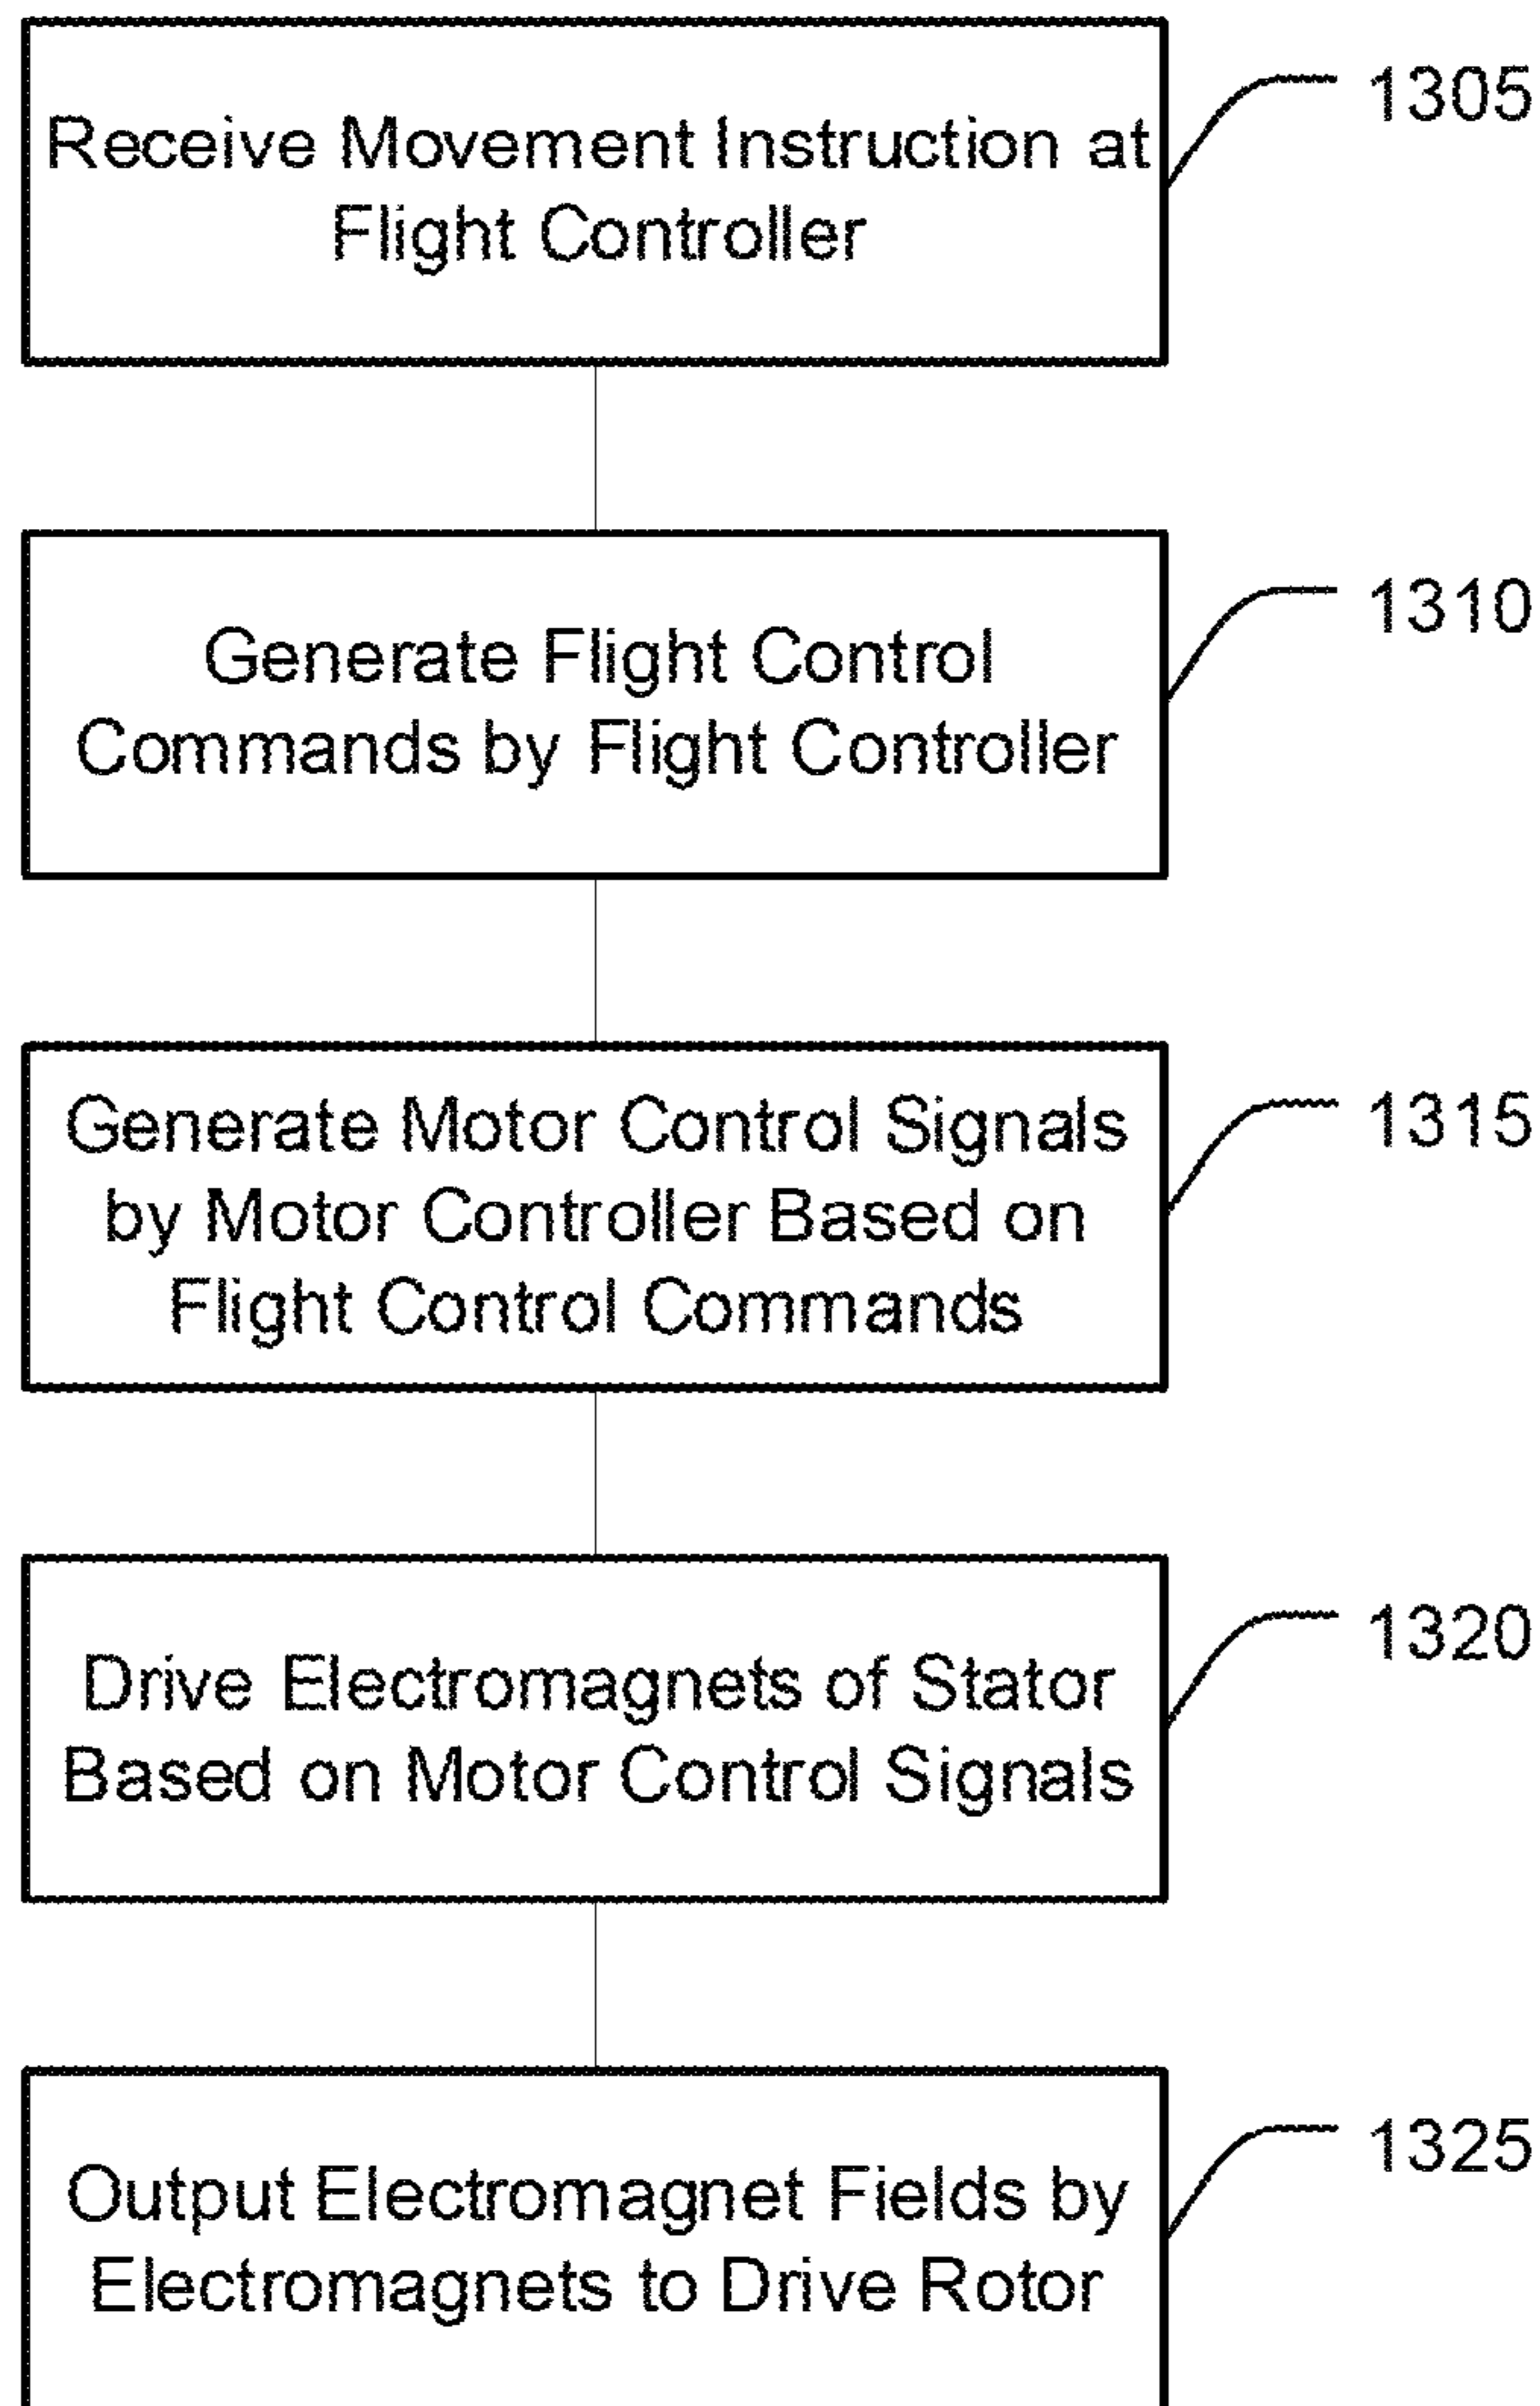 Receive Movement Instruction at
Flight Controller
1305
Generate Flight Control
Commands by Flight Controller
1310
Generate Motor Control Signals
by Motor Controller Based on
Flight Control Commands
1315
Drive Electromagnets of Stator
Based on Motor Control Signals
1320
Output Electromagnet Fields by
Electromagnets to Drive Rotor
1325